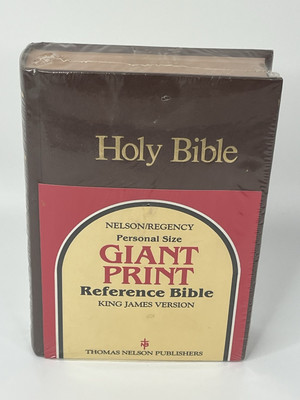 Holy Bible
NELSON/REGENCY
Personal Size
GIANT
PRINT
Reference Bible
KING JAMES VERSION
THOMAS NELSON PUBLISHERS